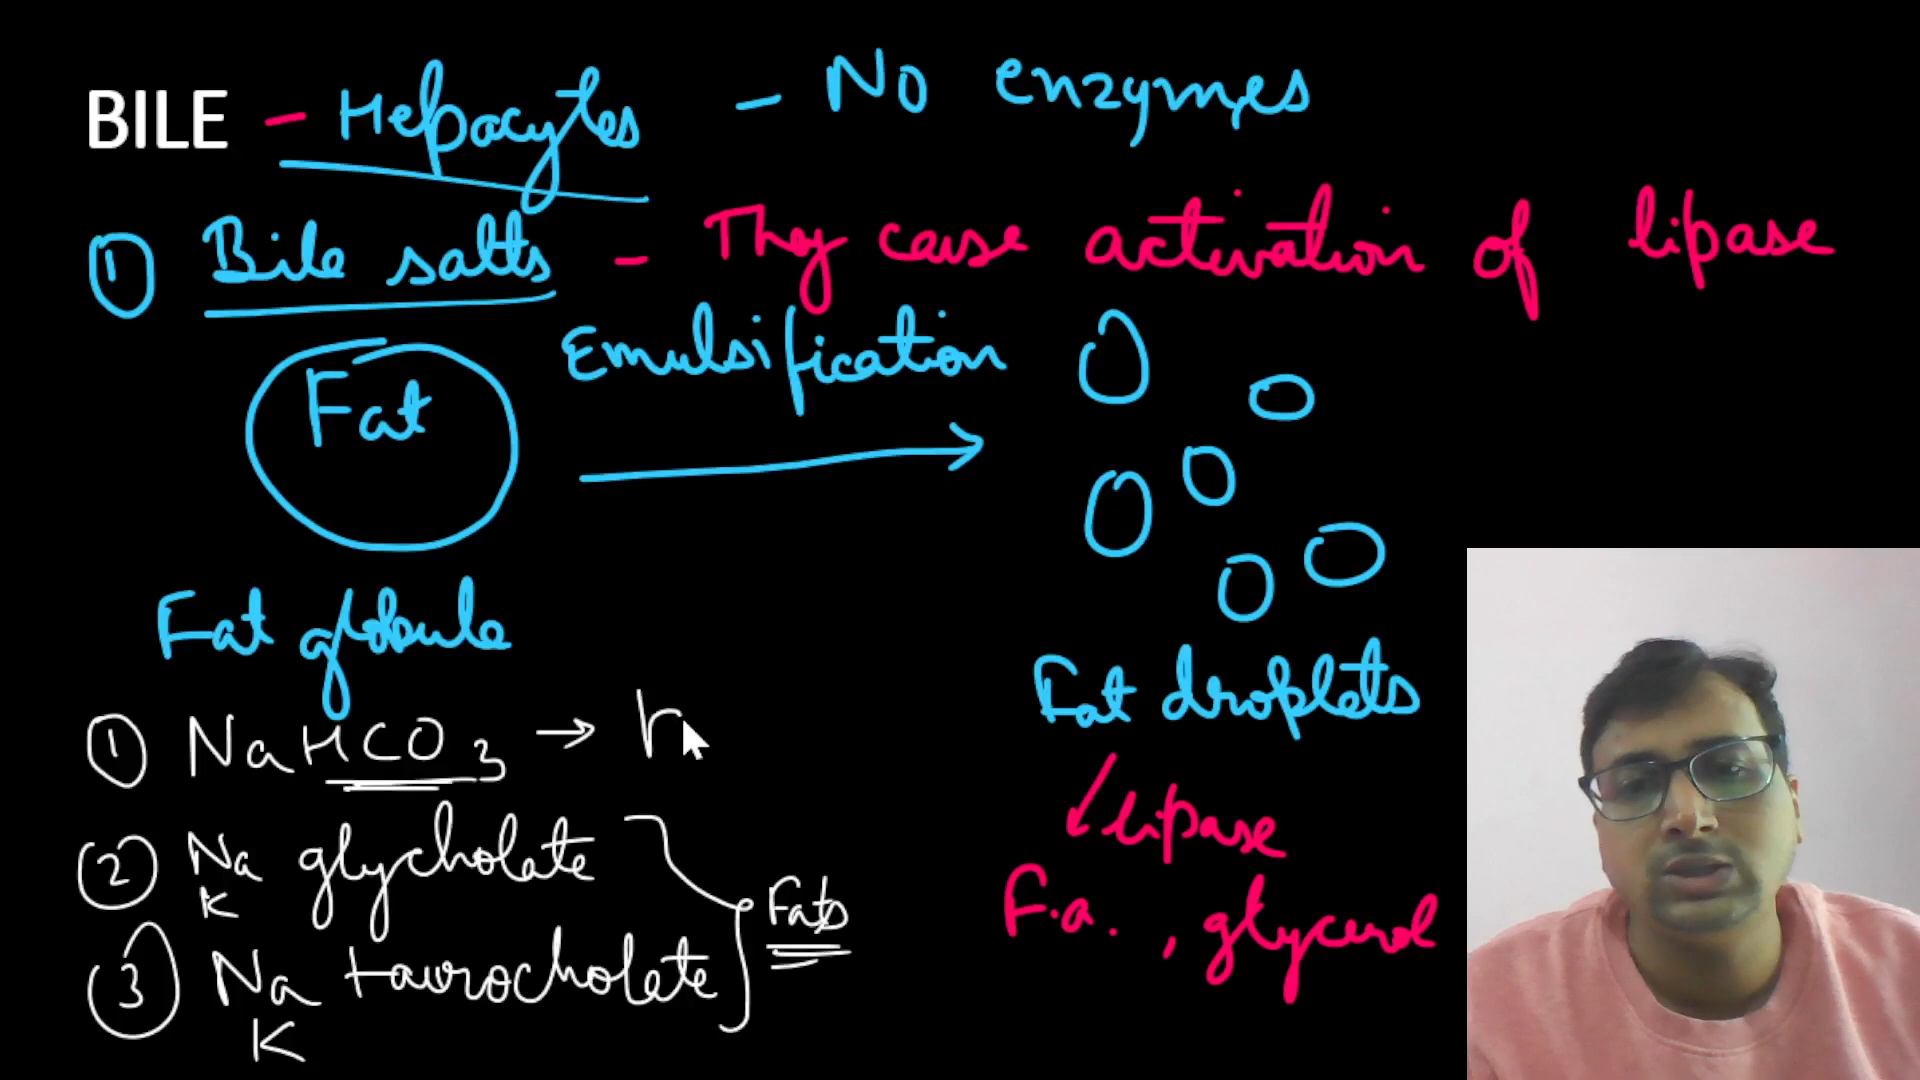 BILE - Hepacytes - No enzymes
① Bile salts - They cause activation of lipase
Emulsification
Fat
Fat globule
Fat droplets
① NaHCO3 →
lipase
② Na glycholate
K
Fats
F.a. , glycerol
③ Na taurocholate
K